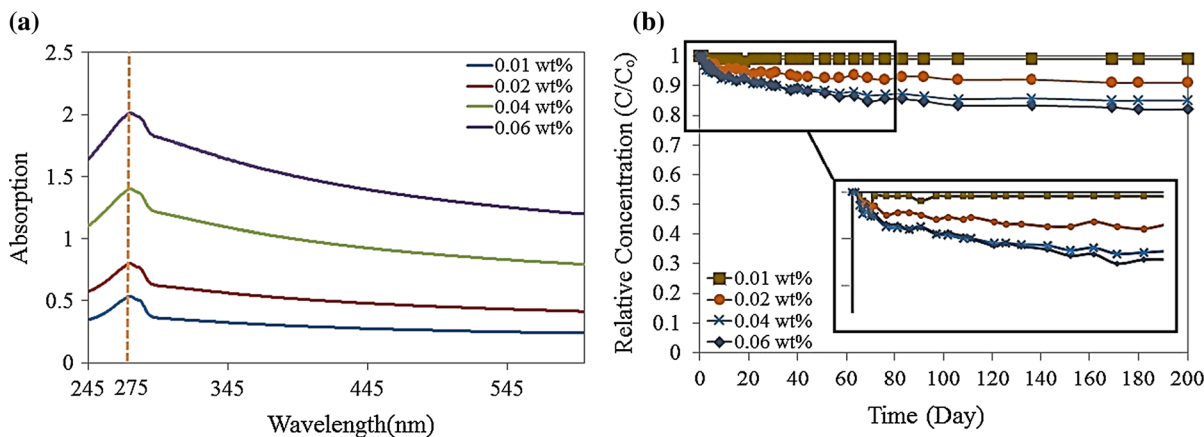 (a)
2.5
2
1.5
1
0.5
0
Absorption
245 275 345 445 545
Wavelength(nm)
0.01 wt%
0.02 wt%
0.04 wt%
0.06 wt%
(b)
1
0.9
0.8
0.7
0.6
0.5
0.4
0.3
0.2
0.1
0
Relative Concentration (C/Co)
0 20 40 60 80 100 120 140 160 180 200
Time (Day)
0.01 wt%
0.02 wt%
0.04 wt%
0.06 wt%